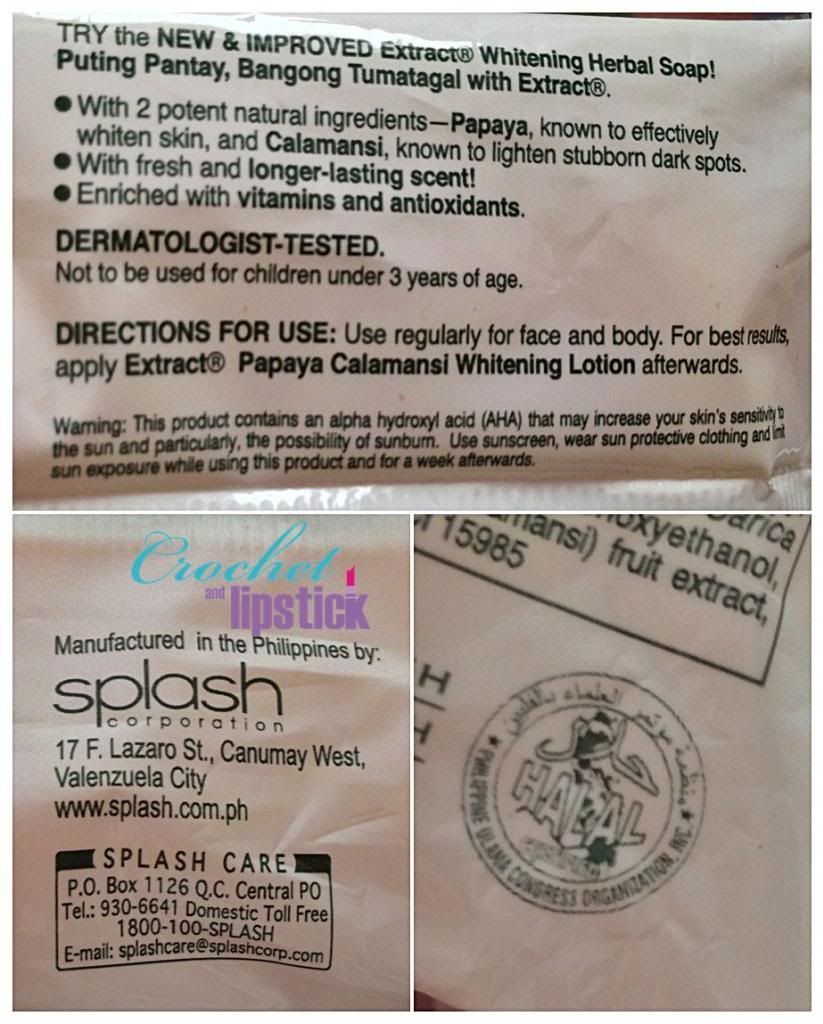 TRY the NEW & IMPROVED Extract® Whitening Herbal Soap!
Puting Pantay, Bangong Tumatagal with Extract®.
● With 2 potent natural ingredients—Papaya, known to effectively
whiten skin, and Calamansi, known to lighten stubborn dark spots.
● With fresh and longer-lasting scent!
● Enriched with vitamins and antioxidants.
DERMATOLOGIST-TESTED.
Not to be used for children under 3 years of age.
DIRECTIONS FOR USE: Use regularly for face and body. For best results,
apply Extract® Papaya Calamansi Whitening Lotion afterwards.
Warning: This product contains an alpha hydroxyl acid (AHA) that may increase your skin's sensitivity to
the sun and particularly, the possibility of sunburn. Use sunscreen, wear sun protective clothing and limit
sun exposure while using this product and for a week afterwards.
Crochet
and lipstick
Manufactured in the Philippines by:
splash
corporation
17 F. Lazaro St., Canumay West,
Valenzuela City
www.splash.com.ph
SPLASH CARE
P.O. Box 1126 Q.C. Central PO
Tel.: 930-6641 Domestic Toll Free
1800-100-SPLASH
E-mail: splashcare@splashcorp.com
fruit extract,
15985
HALAL
PHILIPPINE ULAMA CONGRESS ORGANIZATION, INC.